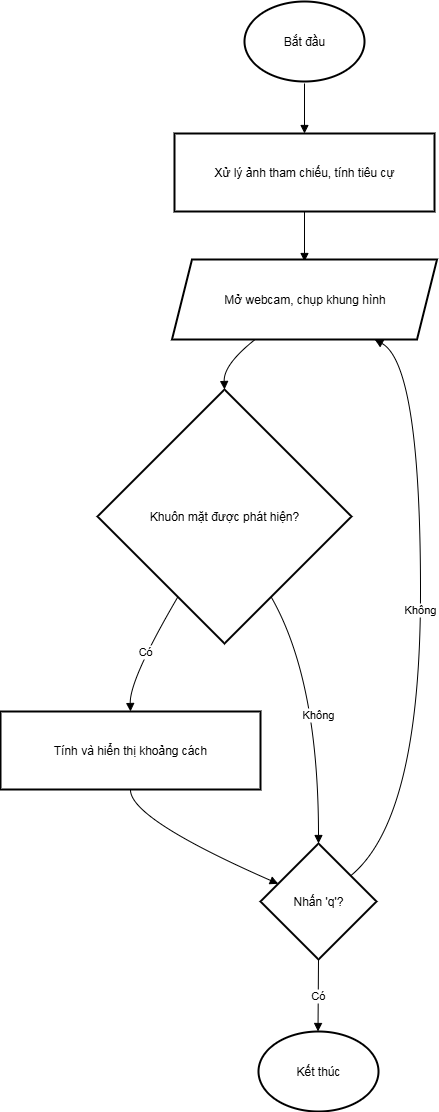 Bắt đầu
Xử lý ảnh tham chiếu, tính tiêu cự
Mở webcam, chụp khung hình
Khuôn mặt được phát hiện?
Không
Có
Không
Tính và hiển thị khoảng cách
Nhấn 'q'?
Có
Kết thúc